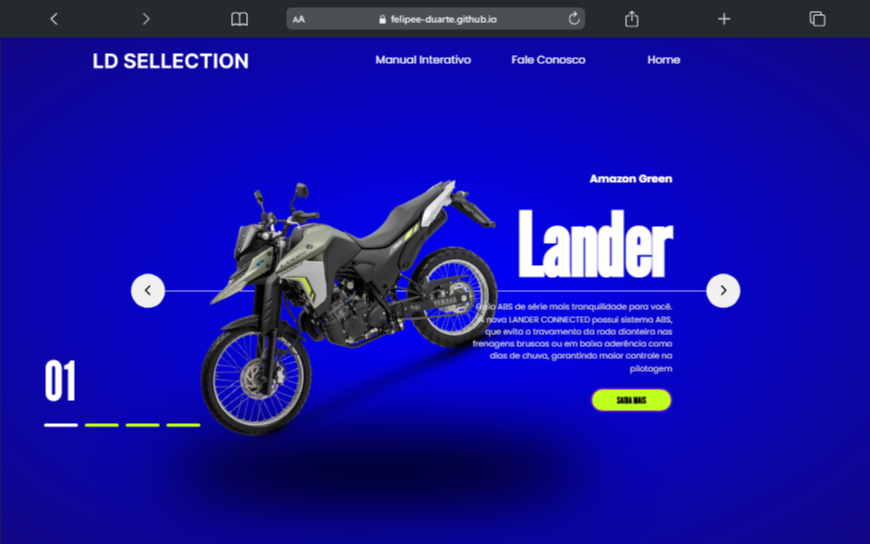 AA
felipee-duarte.github.io
LD SELLECTION
Manual Interativo Fale Conosco Home
Amazon Green
Lander
ABS de série mais tranquilidade para você.
A nova LANDER CONNECTED possui sistema ABS,
que evita o travamento da roda dianteira nas
frenagens bruscas ou em baixa aderência como
dias de chuva, garantindo maior controle na
pilotagem
SAIBA MAIS
01
YAMAHA
LANDER